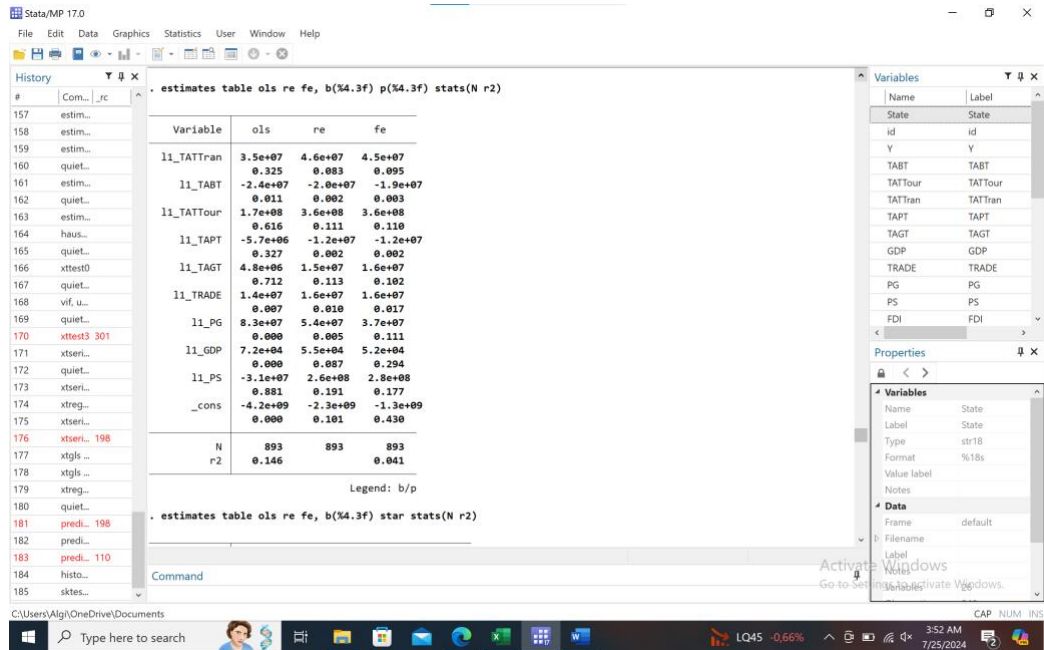 Stata/MP 17.0
File Edit Data Graphics Statistics User Window Help
History
# Com... _rc
157 estim...
158 estim...
159 estim...
160 quiet...
161 estim...
162 quiet...
163 estim...
164 haus...
165 quiet...
166 xttest0
167 quiet...
168 vif, u...
169 quiet...
170 xttest3 301
171 xtseri...
172 quiet...
173 xtseri...
174 xtreg...
175 xtseri...
176 xtseri... 198
177 xtgls ...
178 xtgls ...
179 xtreg...
180 quiet...
181 predi... 198
182 predi...
183 predi... 110
184 histo...
185 sktes...
. estimates table ols re fe, b(%4.3f) p(%4.3f) stats(N r2)
Variable ols re fe
l1_TATTran 3.5e+07 4.6e+07 4.5e+07
0.325 0.083 0.095
l1_TABT -2.4e+07 -2.0e+07 -1.9e+07
0.011 0.002 0.003
l1_TATTour 1.7e+08 3.6e+08 3.6e+08
0.616 0.111 0.110
l1_TAPT -5.7e+06 -1.2e+07 -1.2e+07
0.327 0.002 0.002
l1_TAGT 4.8e+06 1.5e+07 1.6e+07
0.712 0.113 0.102
l1_TRADE 1.4e+07 1.6e+07 1.6e+07
0.007 0.010 0.017
l1_PG 8.3e+07 5.4e+07 3.7e+07
0.000 0.005 0.111
l1_GDP 7.2e+04 5.5e+04 5.2e+04
0.000 0.087 0.294
l1_PS -3.1e+07 2.6e+08 2.8e+08
0.881 0.191 0.177
_cons -4.2e+09 -2.3e+09 -1.3e+09
0.000 0.101 0.430
N 893 893 893
r2 0.146 0.041
Legend: b/p
. estimates table ols re fe, b(%4.3f) star stats(N r2)
Command
Variables
Name Label
State State
id id
Y Y
TABT TABT
TATTour TATTour
TATTran TATTran
TAPT TAPT
TAGT TAGT
GDP GDP
TRADE TRADE
PG PG
PS PS
FDI FDI
Properties
Variables
Name State
Label State
Type str18
Format %18s
Value label
Notes
Data
Frame default
Filename
Label
Notes
Variables 26
Activate Windows
Go to Settings to activate Windows.
C:\Users\Algi\OneDrive\Documents
CAP NUM INS
Type here to search
LQ45 -0,66%
3:52 AM
7/25/2024